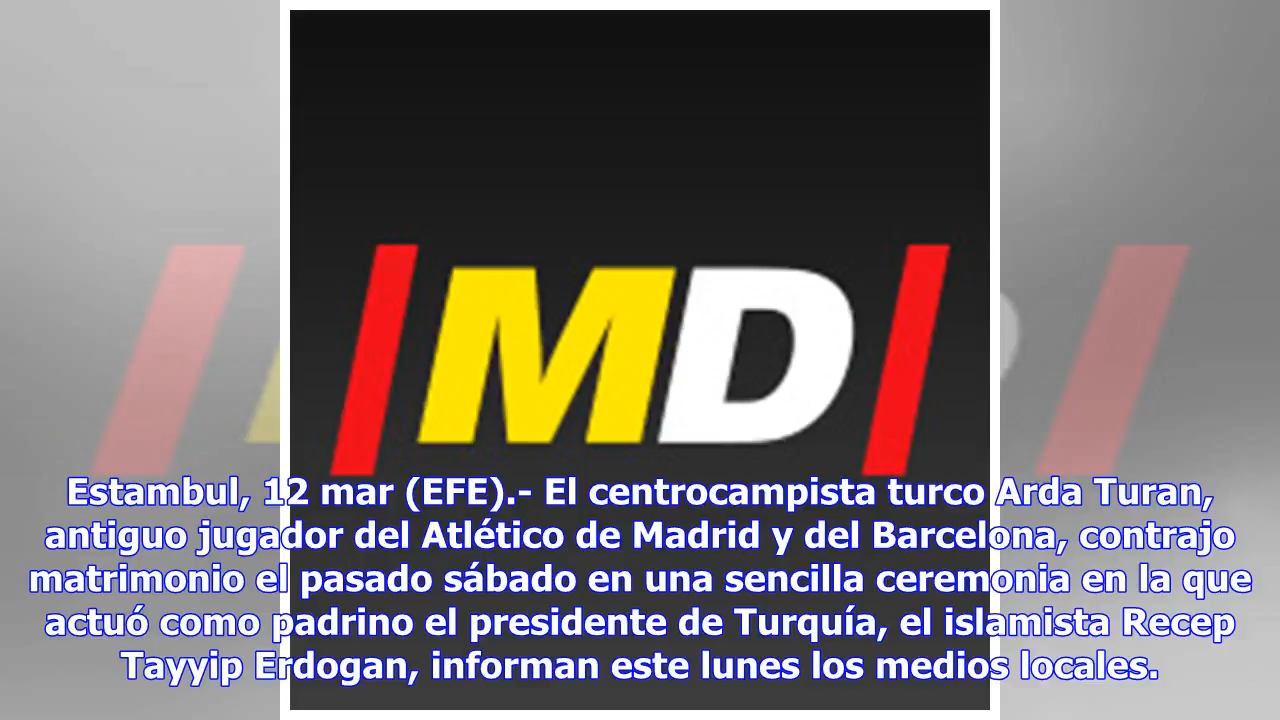 MD
Estambul, 12 mar (EFE).- El centrocampista turco Arda Turan,
antiguo jugador del Atlético de Madrid y del Barcelona, contrajo
matrimonio el pasado sábado en una sencilla ceremonia en la que
actuó como padrino el presidente de Turquía, el islamista Recep
Tayyip Erdogan, informan este lunes los medios locales.